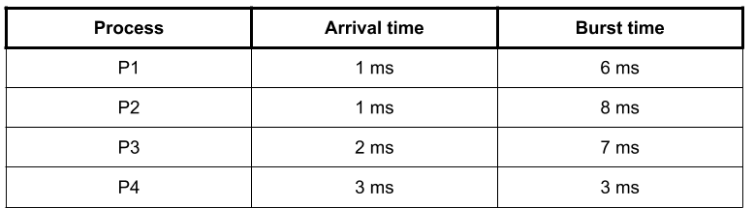 Process Arrival time Burst time
P1 1 ms 6 ms
P2 1 ms 8 ms
P3 2 ms 7 ms
P4 3 ms 3 ms